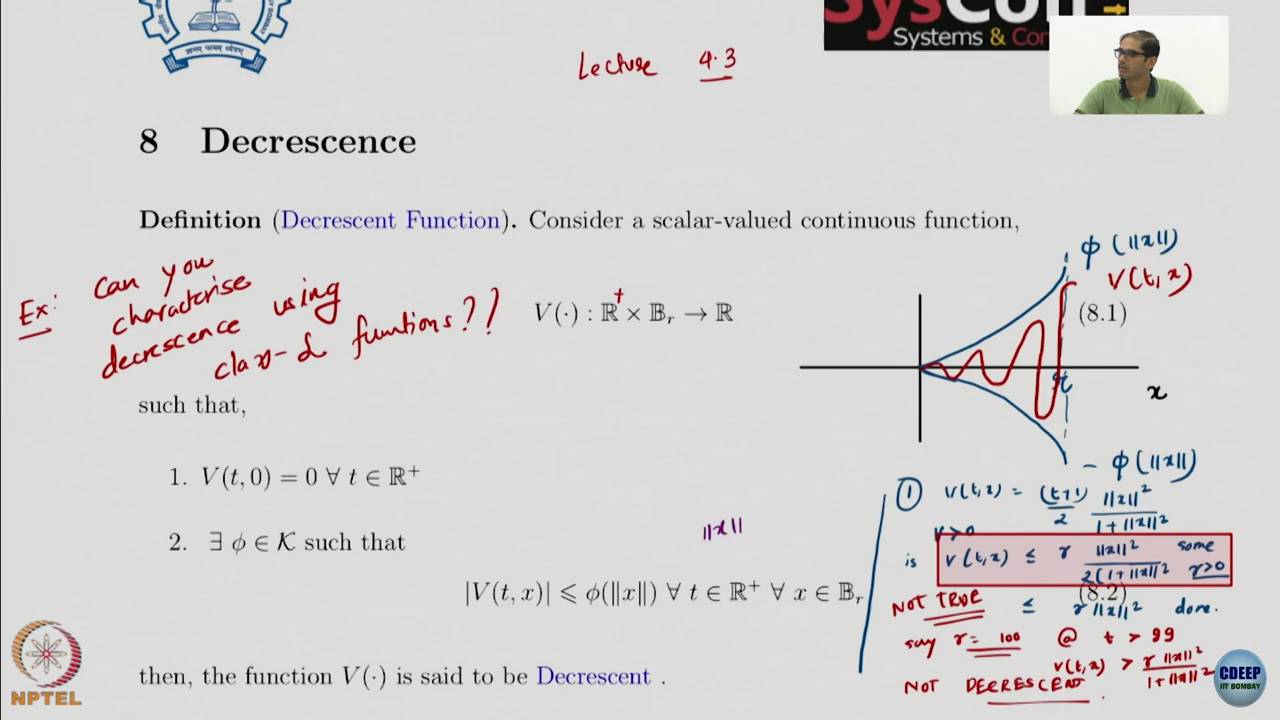 SysCon
Systems & Con
Lecture 4.3
8 Decrescence
Definition (Decrescent Function). Consider a scalar-valued continuous function,
Ex: Can you
characterise
decrescence using
class-L functions??
V(·) : ℝ⁺ × 𝔹ᵣ → ℝ
(8.1)
ϕ(||x||)
V(t,x)
r
x
- ϕ(||x||)
such that,
1. V(t, 0) = 0 ∀ t ∈ ℝ⁺
2. ∃ ϕ ∈ 𝒦 such that
||x||
|V(t, x)| ⩽ ϕ(||x||) ∀ t ∈ ℝ⁺ ∀ x ∈ 𝔹ᵣ
(8.2)
then, the function V(·) is said to be Decrescent .
① V(t,x) = (t+1)/2 ||x||²/1+||x||²
V>0
is V(t,x) ≤ γ ||x||²/2(1+||x||² some γ>0
NOT TRUE ≤ γ||x||² done.
say γ = 100 @ t > 99
V(t,x) > γ||x||²/1+||x||²
NOT DECRESCENT.
NPTEL
CDEEP
IIT BOMBAY